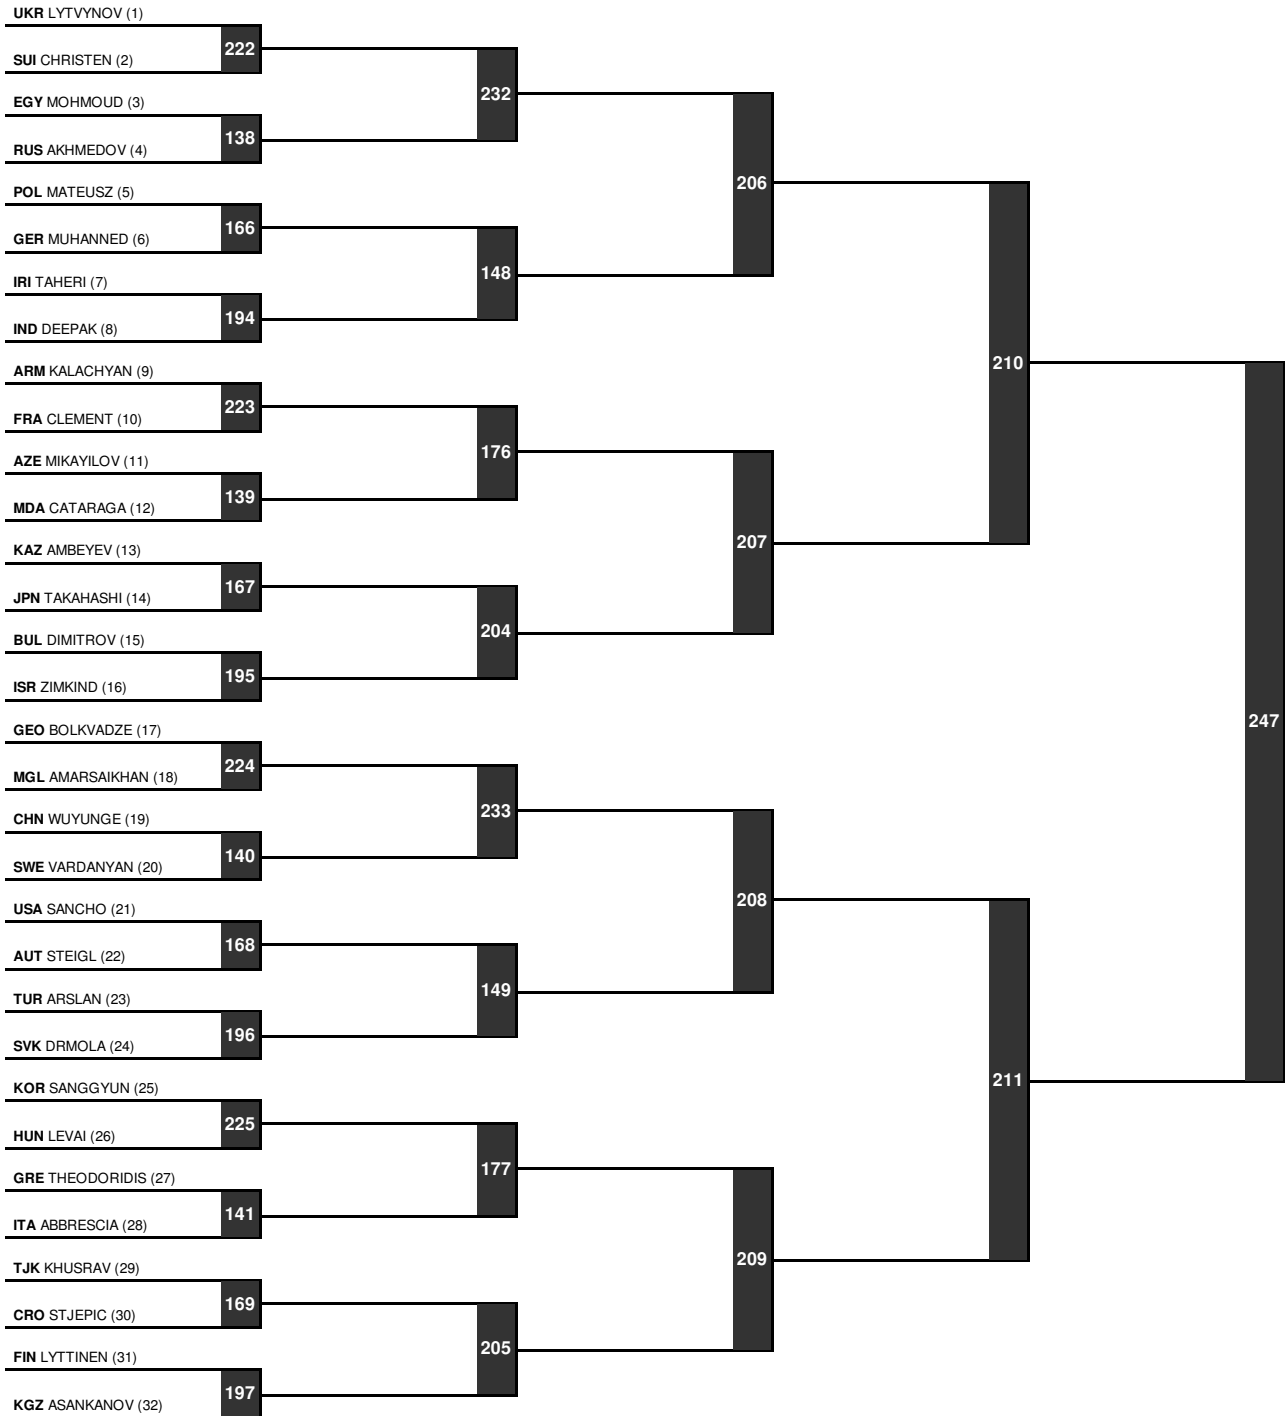 UKR LYTVYNOV (1)
222
SUI CHRISTEN (2)
232
EGY MOHMOUD (3)
138
RUS AKHMEDOV (4)
206
POL MATEUSZ (5)
166
GER MUHANNED (6)
148
IRI TAHERI (7)
194
IND DEEPAK (8)
210
ARM KALACHYAN (9)
223
FRA CLEMENT (10)
176
AZE MIKAYILOV (11)
139
MDA CATARAGA (12)
207
KAZ AMBEYEV (13)
167
JPN TAKAHASHI (14)
204
BUL DIMITROV (15)
195
ISR ZIMKIND (16)
247
GEO BOLKVADZE (17)
224
MGL AMARSAIKHAN (18)
233
CHN WUYUNGE (19)
140
SWE VARDANYAN (20)
208
USA SANCHO (21)
168
AUT STEIGL (22)
149
TUR ARSLAN (23)
196
SVK DRMOLA (24)
211
KOR SANGGYUN (25)
225
HUN LEVAI (26)
177
GRE THEODORIDIS (27)
141
ITA ABBRESCIA (28)
209
TJK KHUSRAV (29)
169
CRO STJEPIC (30)
205
FIN LYTTINEN (31)
197
KGZ ASANKANOV (32)